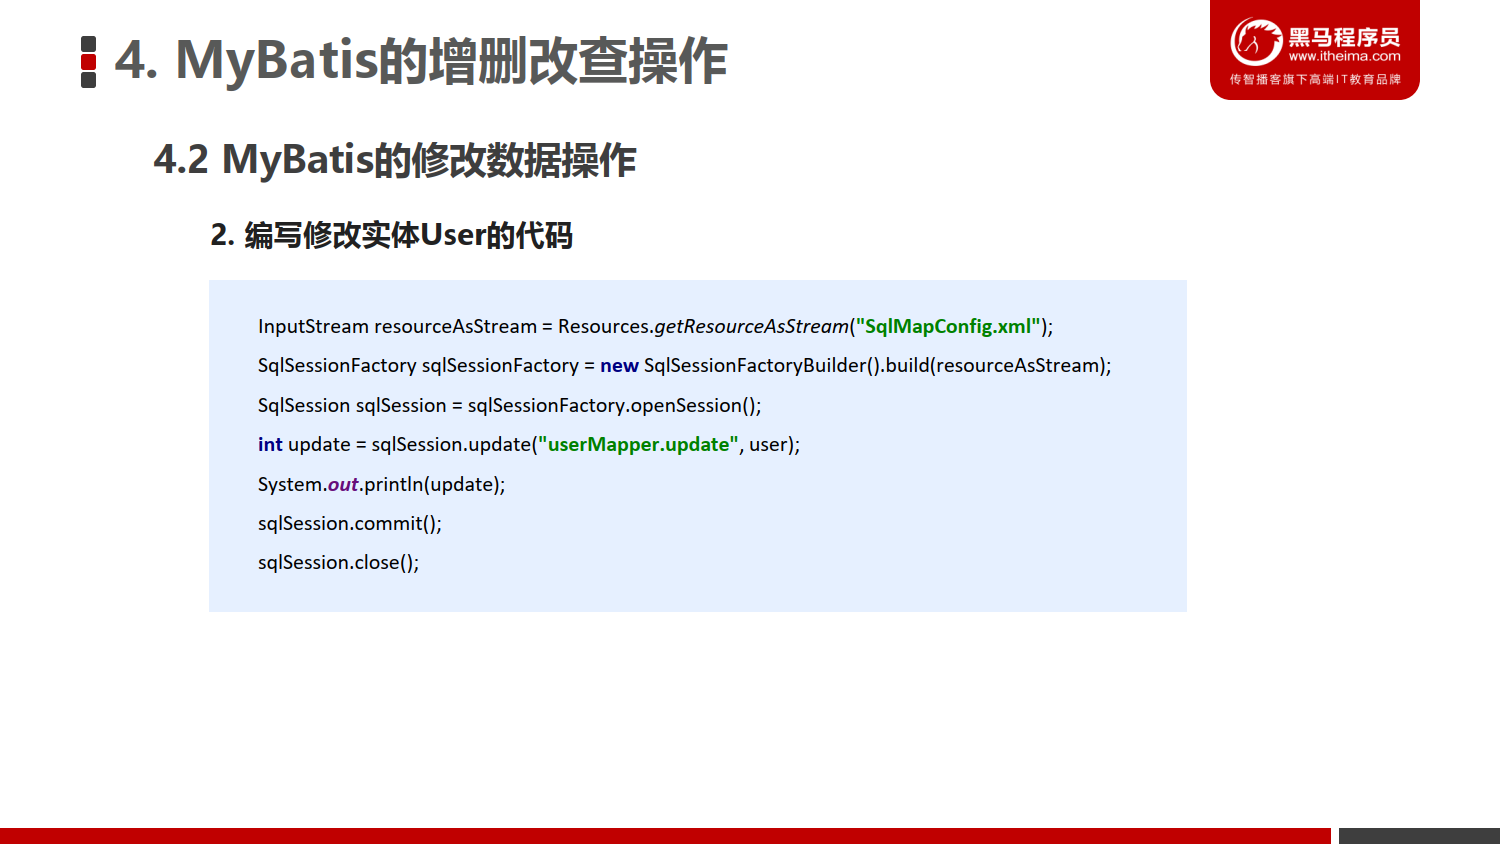 4. MyBatis的增删改查操作
黑马程序员
www.itheima.com
传智播客旗下高端IT教育品牌
4.2 MyBatis的修改数据操作
2. 编写修改实体User的代码
InputStream resourceAsStream = Resources.getResourceAsStream("SqlMapConfig.xml");
SqlSessionFactory sqlSessionFactory = new SqlSessionFactoryBuilder().build(resourceAsStream);
SqlSession sqlSession = sqlSessionFactory.openSession();
int update = sqlSession.update("userMapper.update", user);
System.out.println(update);
sqlSession.commit();
sqlSession.close();